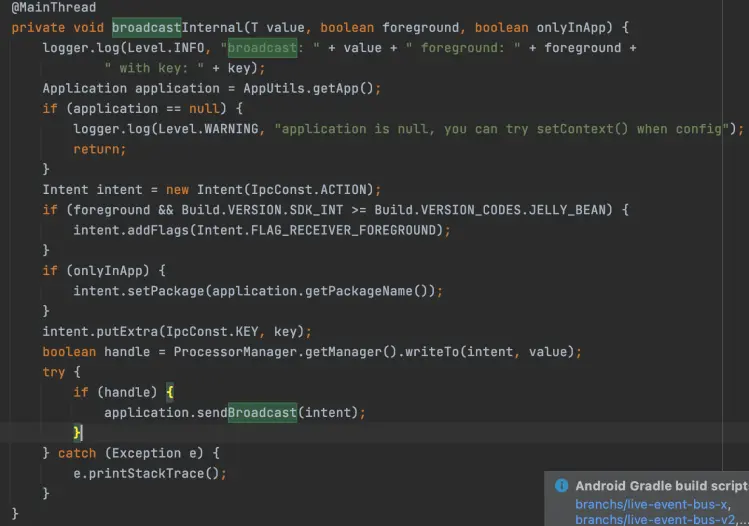 @MainThread
private void broadcastInternal(T value, boolean foreground, boolean onlyInApp) {
    logger.log(Level.INFO, "broadcast: " + value + " foreground: " + foreground +
            " with key: " + key);
    Application application = AppUtils.getApp();
    if (application == null) {
        logger.log(Level.WARNING, "application is null, you can try setContext() when config");
        return;
    }
    Intent intent = new Intent(IpcConst.ACTION);
    if (foreground && Build.VERSION.SDK_INT >= Build.VERSION_CODES.JELLY_BEAN) {
        intent.addFlags(Intent.FLAG_RECEIVER_FOREGROUND);
    }
    if (onlyInApp) {
        intent.setPackage(application.getPackageName());
    }
    intent.putExtra(IpcConst.KEY, key);
    boolean handle = ProcessorManager.getManager().writeTo(intent, value);
    try {
        if (handle) {
            application.sendBroadcast(intent);
        }
    } catch (Exception e) {
        e.printStackTrace();
    }
}
Android Gradle build script
branchs/live-event-bus-x,
branchs/live-event-bus-v2,...